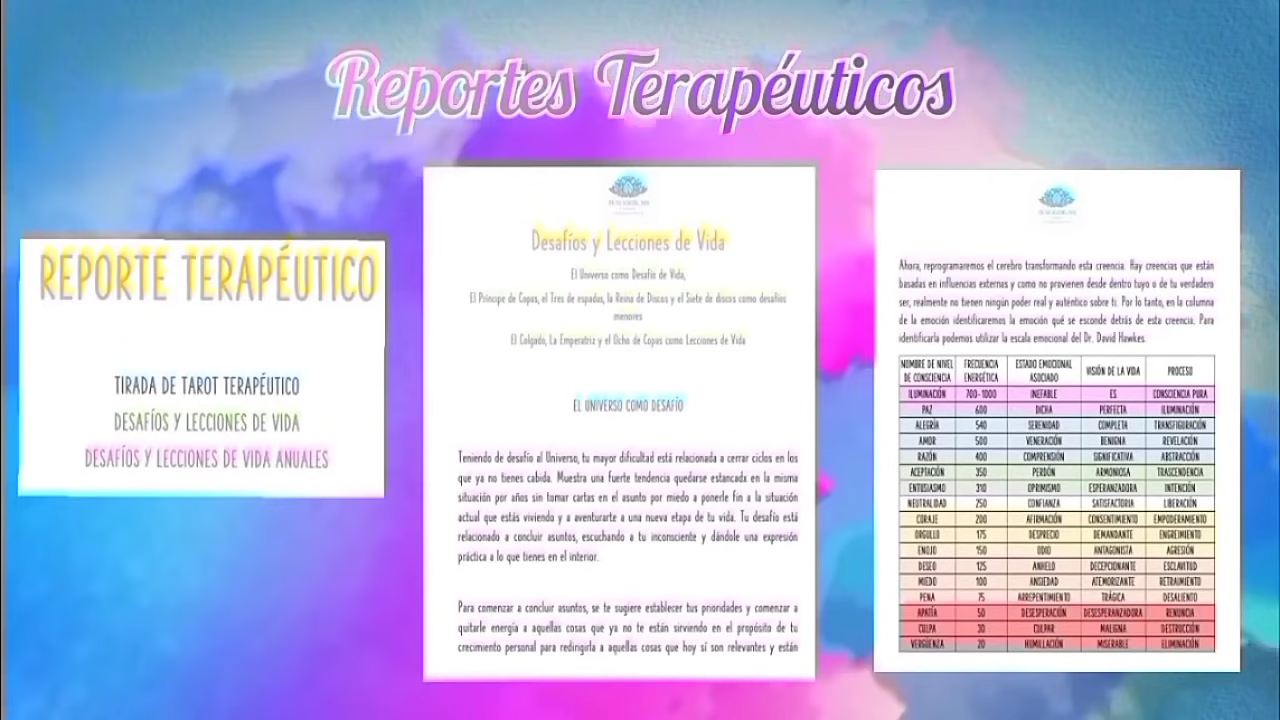 Reportes Terapéuticos
REPORTE TERAPÉUTICO
TIRADA DE TAROT TERAPÉUTICO
DESAFÍOS Y LECCIONES DE VIDA
DESAFÍOS Y LECCIONES DE VIDA ANUALES
Desafíos y Lecciones de Vida
El Universo como Desafío de Vida,
El Príncipe de Copas, el Tres de espadas, la Reina de Discos y el Siete de discos como desafíos
menores
El Colgado, La Emperatriz y el Ocho de Copas como Lecciones de Vida
EL UNIVERSO COMO DESAFÍO
Teniendo de desafío al Universo, tu mayor dificultad está relacionada a cerrar ciclos en los
que ya no tienes cabida. Muestra una fuerte tendencia quedarse estancada en la misma
situación por años sin tomar cartas en el asunto por miedo a ponerle fin a la situación
actual que estás viviendo y a aventurarte a una nueva etapa de tu vida. Tu desafío está
relacionado a concluir asuntos, escuchando a tu inconsciente y dándole una expresión
práctica a lo que tienes en el interior.
Para comenzar a concluir asuntos, se te sugiere establecer tus prioridades y comenzar a
quitarle energía a aquellas cosas que ya no te están sirviendo en el propósito de tu
crecimiento personal para redirigirla a aquellas cosas que hoy sí son relevantes y están
Ahora, reprogramaremos el cerebro transformando esta creencia. Hay creencias que están
basadas en influencias externas y como no provienen desde dentro tuyo o de tu verdadero
ser, realmente no tienen ningún poder real y auténtico sobre ti. Por lo tanto, en la columna
de la emoción identificaremos la emoción qué se esconde detrás de esta creencia. Para
identificarla podemos utilizar la escala emocional del Dr. David Hawkes.
NOMBRE DE NIVEL DE CONSCIENCIA FRECUENCIA ENERGÉTICA ESTADO EMOCIONAL ASOCIADO VISIÓN DE LA VIDA PROCESO
ILUMINACIÓN 700-1000 INEFABLE ES CONSCIENCIA PURA
PAZ 600 DICHA PERFECTA ILUMINACIÓN
ALEGRÍA 540 SERENIDAD COMPLETA TRANSFIGURACIÓN
AMOR 500 VENERACIÓN BENIGNA REVELACIÓN
RAZÓN 400 COMPRENSIÓN SIGNIFICATIVA ABSTRACCIÓN
ACEPTACIÓN 350 PERDÓN ARMONIOSA TRASCENDENCIA
ENTUSIASMO 310 OPRIMISMO ESPERANZADORA INTENCIÓN
NEUTRALIDAD 250 CONFIANZA SATISFACTORIA LIBERACIÓN
CORAJE 200 AFIRMACIÓN CONSENTIMIENTO EMPODERAMIENTO
ORGULLO 175 DESPRECIO DEMANDANTE ENGREIMIENTO
ENOJO 150 ODIO ANTAGONISTA AGRESIÓN
DESEO 125 ANHELO DECEPCIONANTE ESCLAVITUD
MIEDO 100 ANSIEDAD ATEMORIZANTE RETRAIMIENTO
PENA 75 ARREPENTIMIENTO TRÁGICA DESALIENTO
APATÍA 50 DESESPERACIÓN DESESPERANZADORA RENUNCIA
CULPA 30 CULPAR MALIGNA DESTRUCCIÓN
VERGÜENZA 20 HUMILLACIÓN MISERABLE ELIMINACIÓN